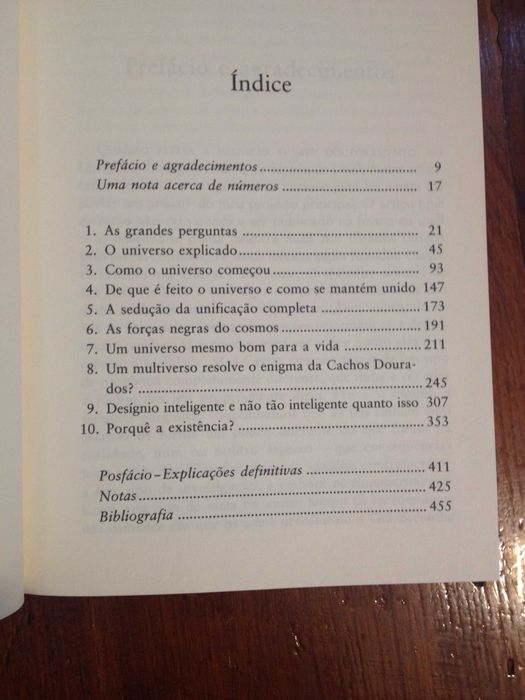 Índice
Prefácio e agradecimentos ..................................... 9
Uma nota acerca de números ................................ 17
1. As grandes perguntas ........................................ 21
2. O universo explicado ........................................ 45
3. Como o universo começou ................................. 93
4. De que é feito o universo e como se mantém unido 147
5. A sedução da unificação completa ..................... 173
6. As forças negras do cosmos ............................... 191
7. Um universo mesmo bom para a vida ................ 211
8. Um multiverso resolve o enigma da Cachos Doura-
dos? ................................................................ 245
9. Desígnio inteligente e não tão inteligente quanto isso 307
10. Porquê a existência? ......................................... 353
Posfácio – Explicações definitivas ............................ 411
Notas ................................................................... 425
Bibliografia .......................................................... 455